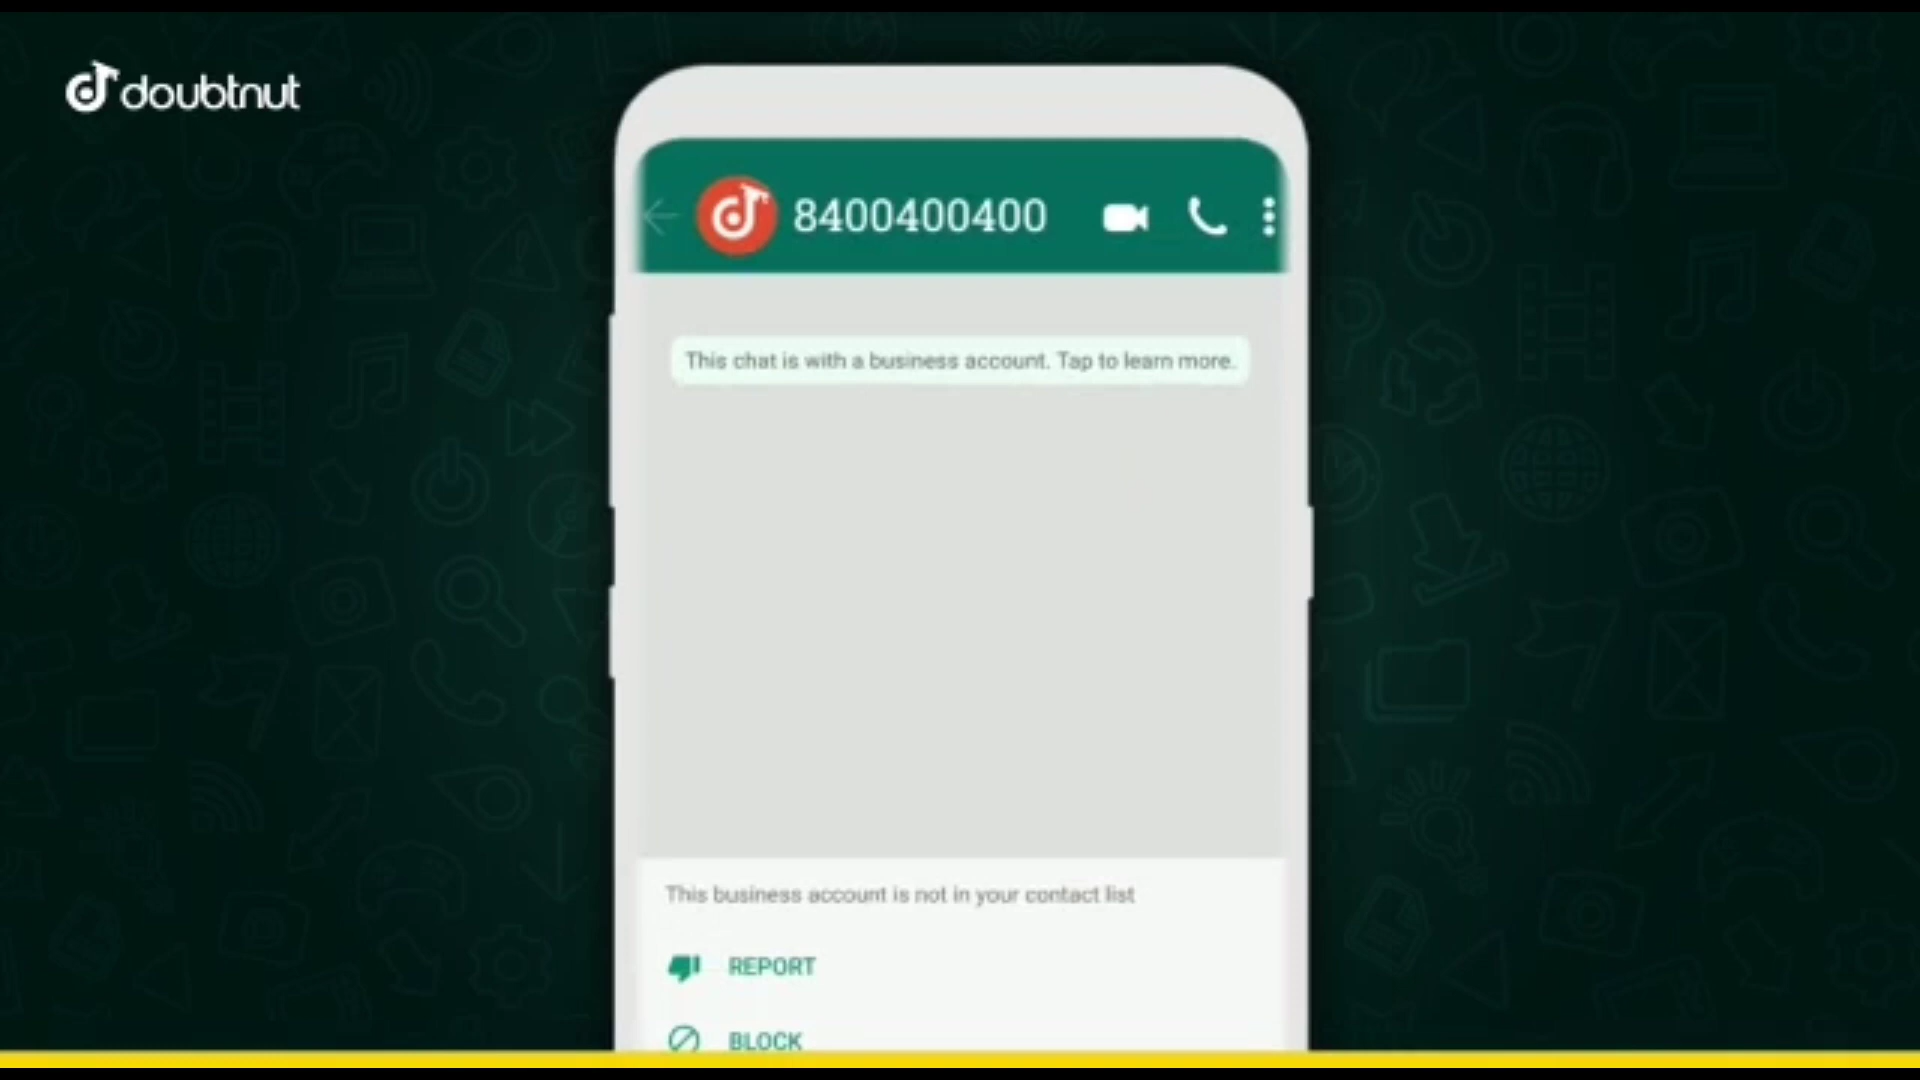 doubtnut
8400400400
This chat is with a business account. Tap to learn more.
This business account is not in your contact list
REPORT
BLOCK